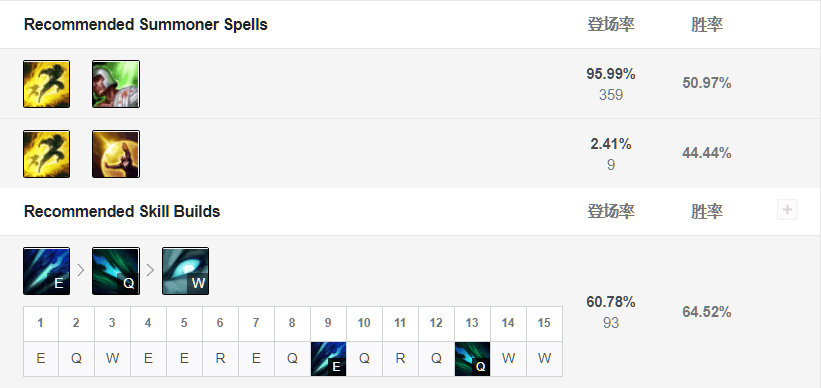 Recommended Summoner Spells 登场率 胜率
95.99%
359
50.97%
2.41%
9
44.44%
Recommended Skill Builds 登场率 胜率 +
E > Q > W
60.78%
93
64.52%
1 2 3 4 5 6 7 8 9 10 11 12 13 14 15
E Q W E E R E Q E Q R Q Q W W